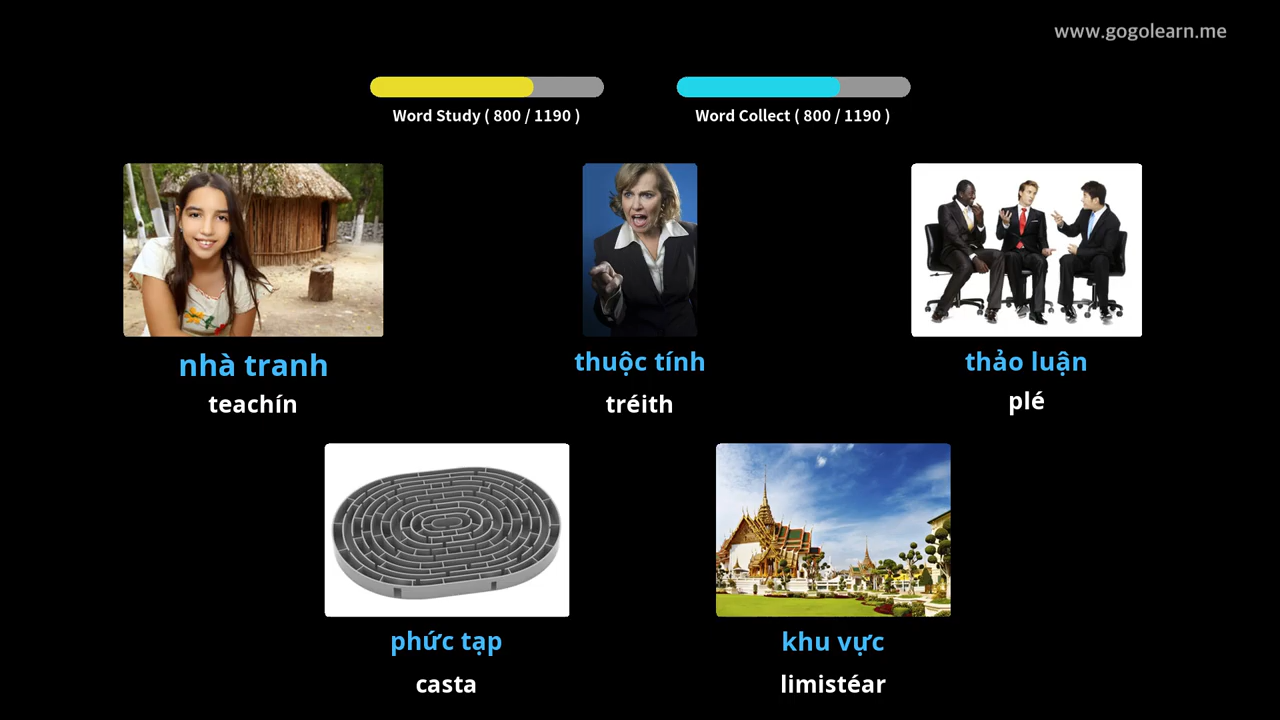 www.gogolearn.me
Word Study ( 800 / 1190 )
Word Collect ( 800 / 1190 )
nhà tranh
teachín
thuộc tính
tréith
thảo luận
plé
phức tạp
casta
khu vực
limistéar